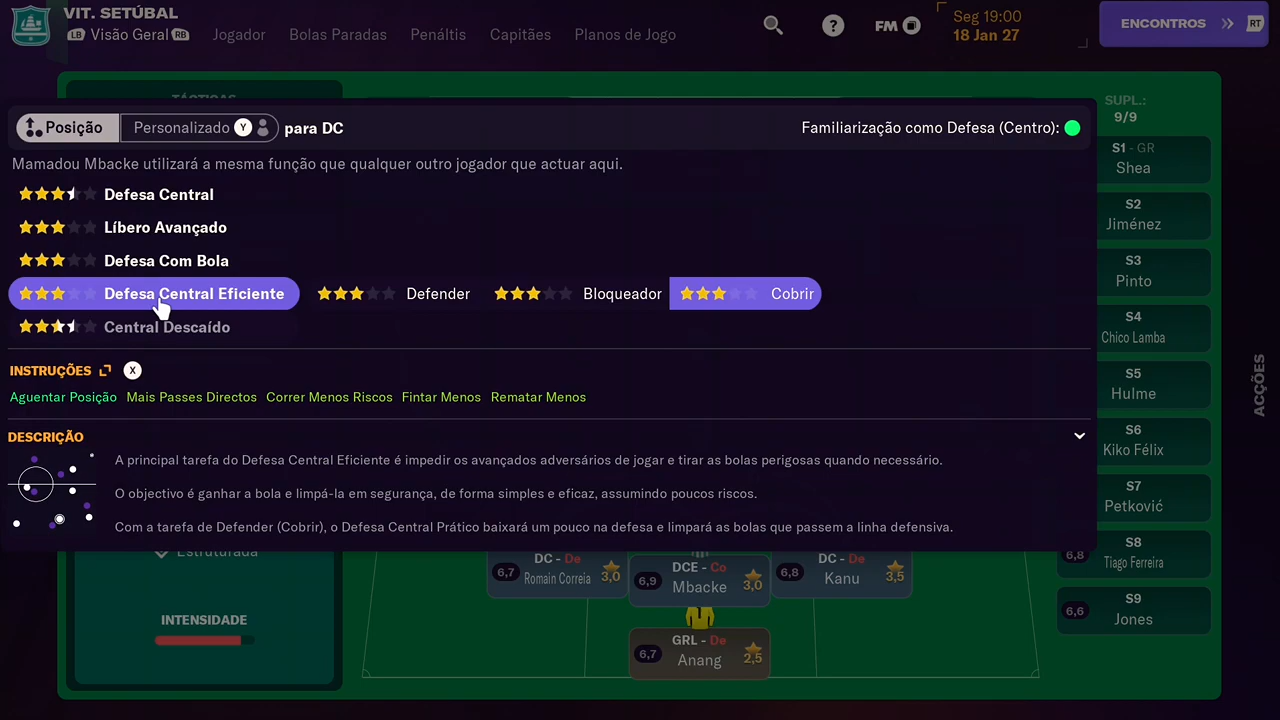 VIT. SETÚBAL
LB Visão Geral RB Jogador Bolas Paradas Penáltis Capitães Planos de Jogo
? FM
Seg 19:00
18 Jan 27
ENCONTROS RT
TÁCTICAS
Posição Personalizado Y para DC
Familiarização como Defesa (Centro):
Mamadou Mbacke utilizará a mesma função que qualquer outro jogador que actuar aqui.
Defesa Central
Líbero Avançado
Defesa Com Bola
Defesa Central Eficiente Defender Bloqueador Cobrir
Central Descaído
INSTRUÇÕES X
Aguentar Posição Mais Passes Directos Correr Menos Riscos Fintar Menos Rematar Menos
DESCRIÇÃO
A principal tarefa do Defesa Central Eficiente é impedir os avançados adversários de jogar e tirar as bolas perigosas quando necessário.
O objectivo é ganhar a bola e limpá-la em segurança, de forma simples e eficaz, assumindo poucos riscos.
Com a tarefa de Defender (Cobrir), o Defesa Central Prático baixará um pouco na defesa e limpará as bolas que passem a linha defensiva.
Estruturada
INTENSIDADE
DC - De
6,7 Romain Correia 3,0
DCE - Co
6,9 Mbacke 3,0
DC - De
6,8 Kanu 3,5
GRL - De
6,7 Anang 2,5
SUPL.:
9/9
S1 - GR
Shea
S2
Jiménez
S3
Pinto
S4
Chico Lamba
S5
Hulme
S6
Kiko Félix
S7
Petković
S8
6,8 Tiago Ferreira
S9
6,6 Jones
ACÇÕES